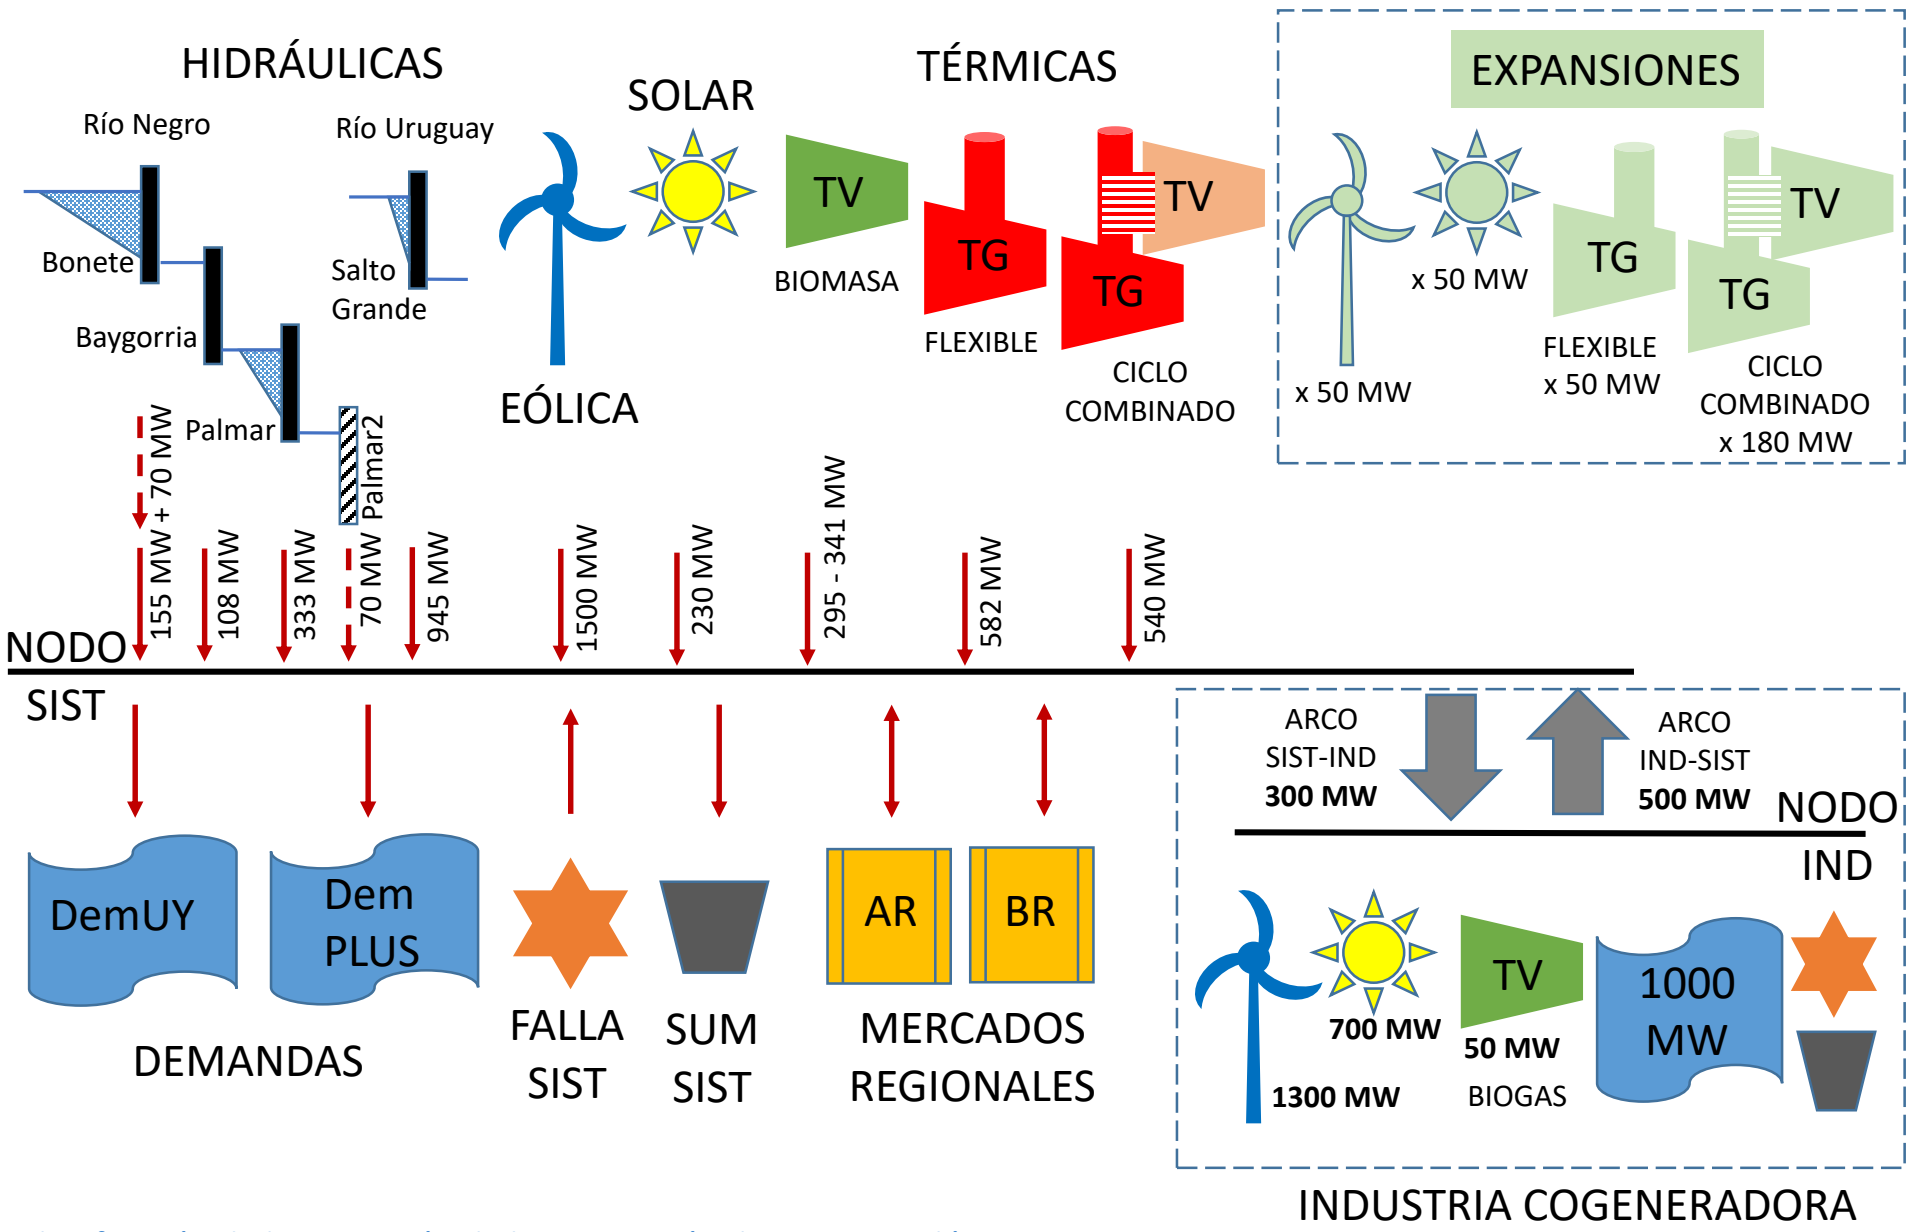 HIDRÁULICAS
Río Negro
Río Uruguay
Bonete
Baygorria
Palmar
Palmar2
Salto
Grande
EÓLICA
SOLAR
TÉRMICAS
TV
BIOMASA
TG
FLEXIBLE
TV
TG
CICLO
COMBINADO
EXPANSIONES
x 50 MW
x 50 MW
TG
FLEXIBLE
x 50 MW
TV
TG
CICLO
COMBINADO
x 180 MW
155 MW + 70 MW
108 MW
333 MW
70 MW
945 MW
1500 MW
230 MW
295 - 341 MW
582 MW
540 MW
NODO
SIST
DemUY
Dem
PLUS
DEMANDAS
FALLA
SIST
SUM
SIST
AR
BR
MERCADOS
REGIONALES
ARCO
SIST-IND
300 MW
ARCO
IND-SIST
500 MW
NODO
IND
1300 MW
700 MW
TV
50 MW
BIOGAS
1000
MW
INDUSTRIA COGENERADORA